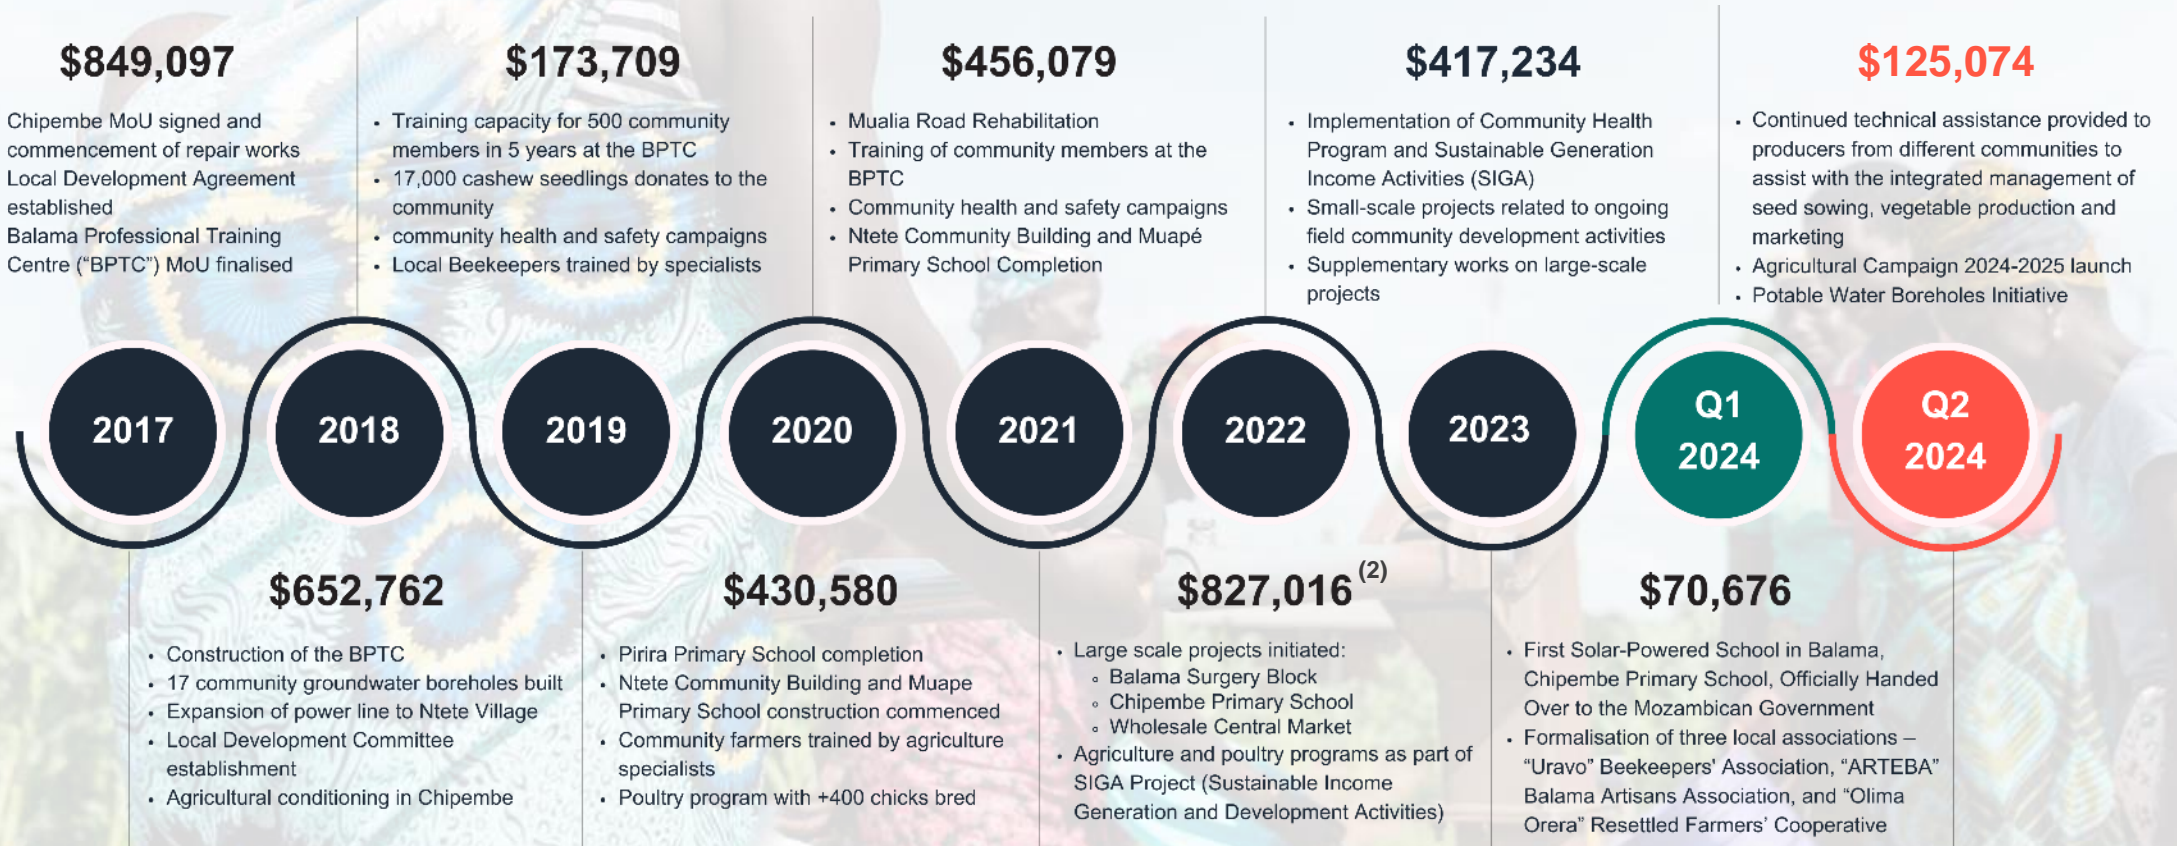 $849,097
Chipembe MoU signed and
commencement of repair works
Local Development Agreement
established
Balama Professional Training
Centre (“BPTC”) MoU finalised
$173,709
• Training capacity for 500 community
members in 5 years at the BPTC
• 17,000 cashew seedlings donates to the
community
• community health and safety campaigns
• Local Beekeepers trained by specialists
$456,079
• Mualia Road Rehabilitation
• Training of community members at the
BPTC
• Community health and safety campaigns
• Ntete Community Building and Muapé
Primary School Completion
$417,234
• Implementation of Community Health
Program and Sustainable Generation
Income Activities (SIGA)
• Small-scale projects related to ongoing
field community development activities
• Supplementary works on large-scale
projects
$125,074
• Continued technical assistance provided to
producers from different communities to
assist with the integrated management of
seed sowing, vegetable production and
marketing
• Agricultural Campaign 2024-2025 launch
• Potable Water Boreholes Initiative
2017
2018
2019
2020
2021
2022
2023
Q1
2024
Q2
2024
$652,762
• Construction of the BPTC
• 17 community groundwater boreholes built
• Expansion of power line to Ntete Village
• Local Development Committee
establishment
• Agricultural conditioning in Chipembe
$430,580
• Pirira Primary School completion
• Ntete Community Building and Muape
Primary School construction commenced
• Community farmers trained by agriculture
specialists
• Poultry program with +400 chicks bred
$827,016 (2)
• Large scale projects initiated:
◦ Balama Surgery Block
◦ Chipembe Primary School
◦ Wholesale Central Market
• Agriculture and poultry programs as part of
SIGA Project (Sustainable Income
Generation and Development Activities)
$70,676
• First Solar-Powered School in Balama,
Chipembe Primary School, Officially Handed
Over to the Mozambican Government
• Formalisation of three local associations –
“Uravo” Beekeepers' Association, “ARTEBA”
Balama Artisans Association, and “Olima
Orera” Resettled Farmers’ Cooperative